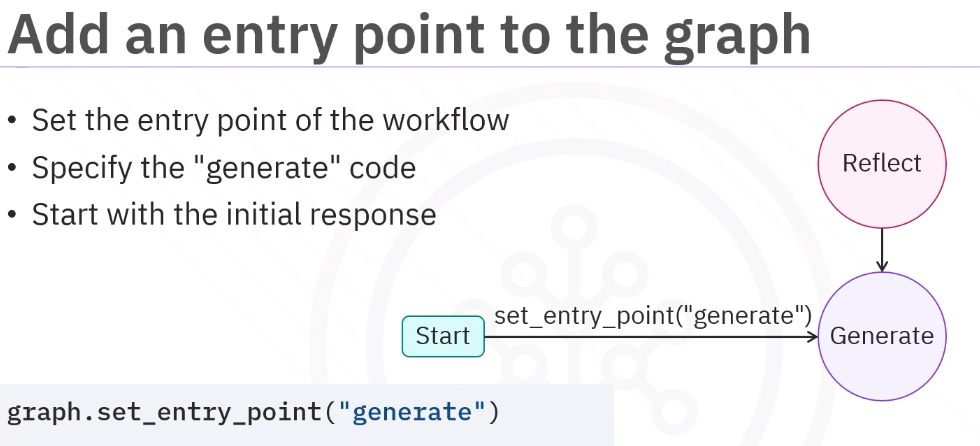 Add an entry point to the graph
• Set the entry point of the workflow
• Specify the "generate" code
• Start with the initial response
Reflect
set_entry_point("generate")
Start
Generate
graph.set_entry_point("generate")